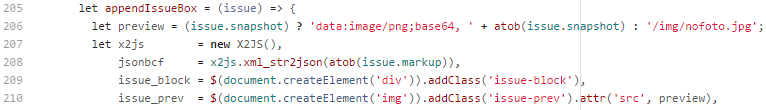 205 let appendIssueBox = (issue) => {
206 let preview = (issue.snapshot) ? 'data:image/png;base64, ' + atob(issue.snapshot) : '/img/nofoto.jpg';
207 let x2js = new X2JS(),
208 jsonbcf = x2js.xml_str2json(atob(issue.markup)),
209 issue_block = $(document.createElement('div')).addClass('issue-block'),
210 issue_prev = $(document.createElement('img')).addClass('issue-prev').attr('src', preview),